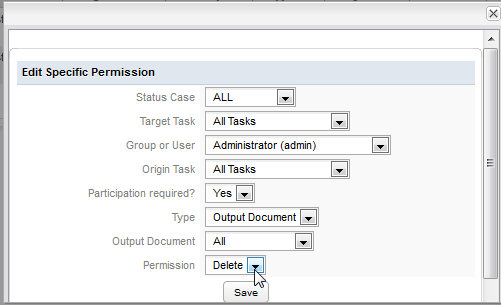 Edit Specific Permission
Status Case ALL
Target Task All Tasks
Group or User Administrator (admin)
Origin Task All Tasks
Participation required? Yes
Type Output Document
Output Document All
Permission Delete
Save